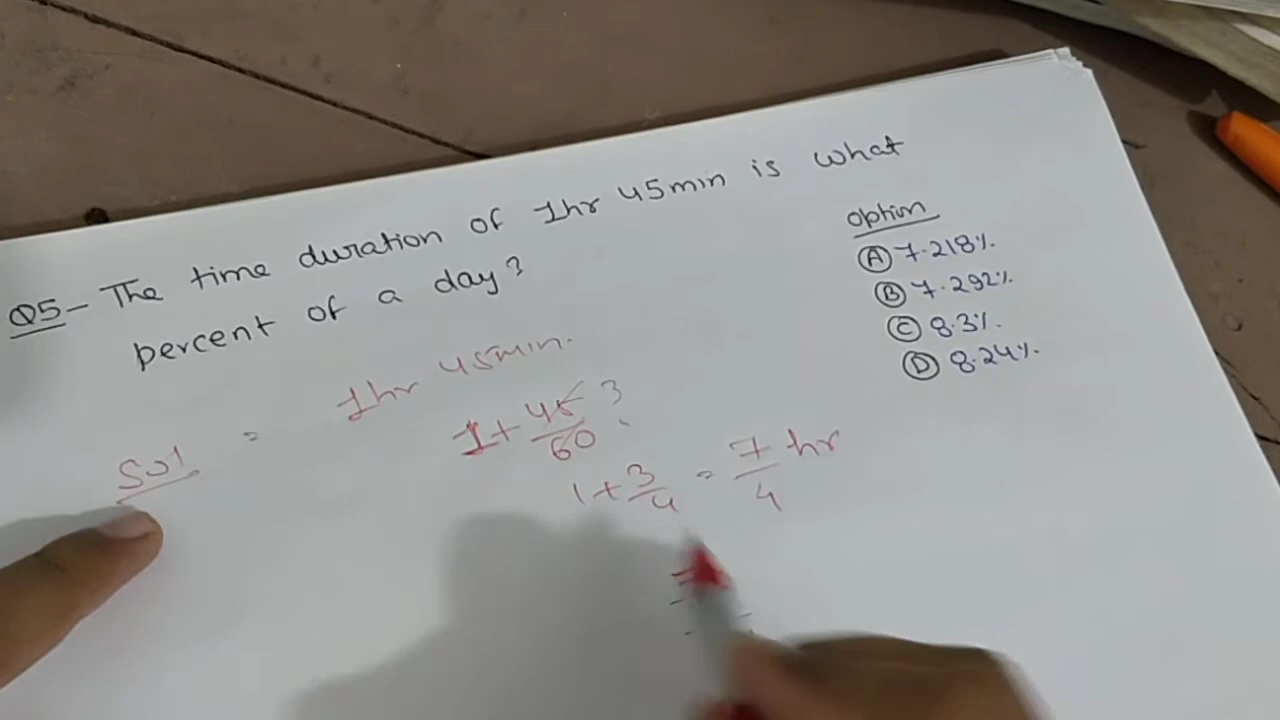 Q5- The time duration of 1hr 45min is what
percent of a day?
option
(A) 7.218%.
(B) 7.292%.
(C) 8.3%.
(D) 8.24%.
Sol = 1hr 45min.
1+45/60 3
1+3/4 = 7/4 hr